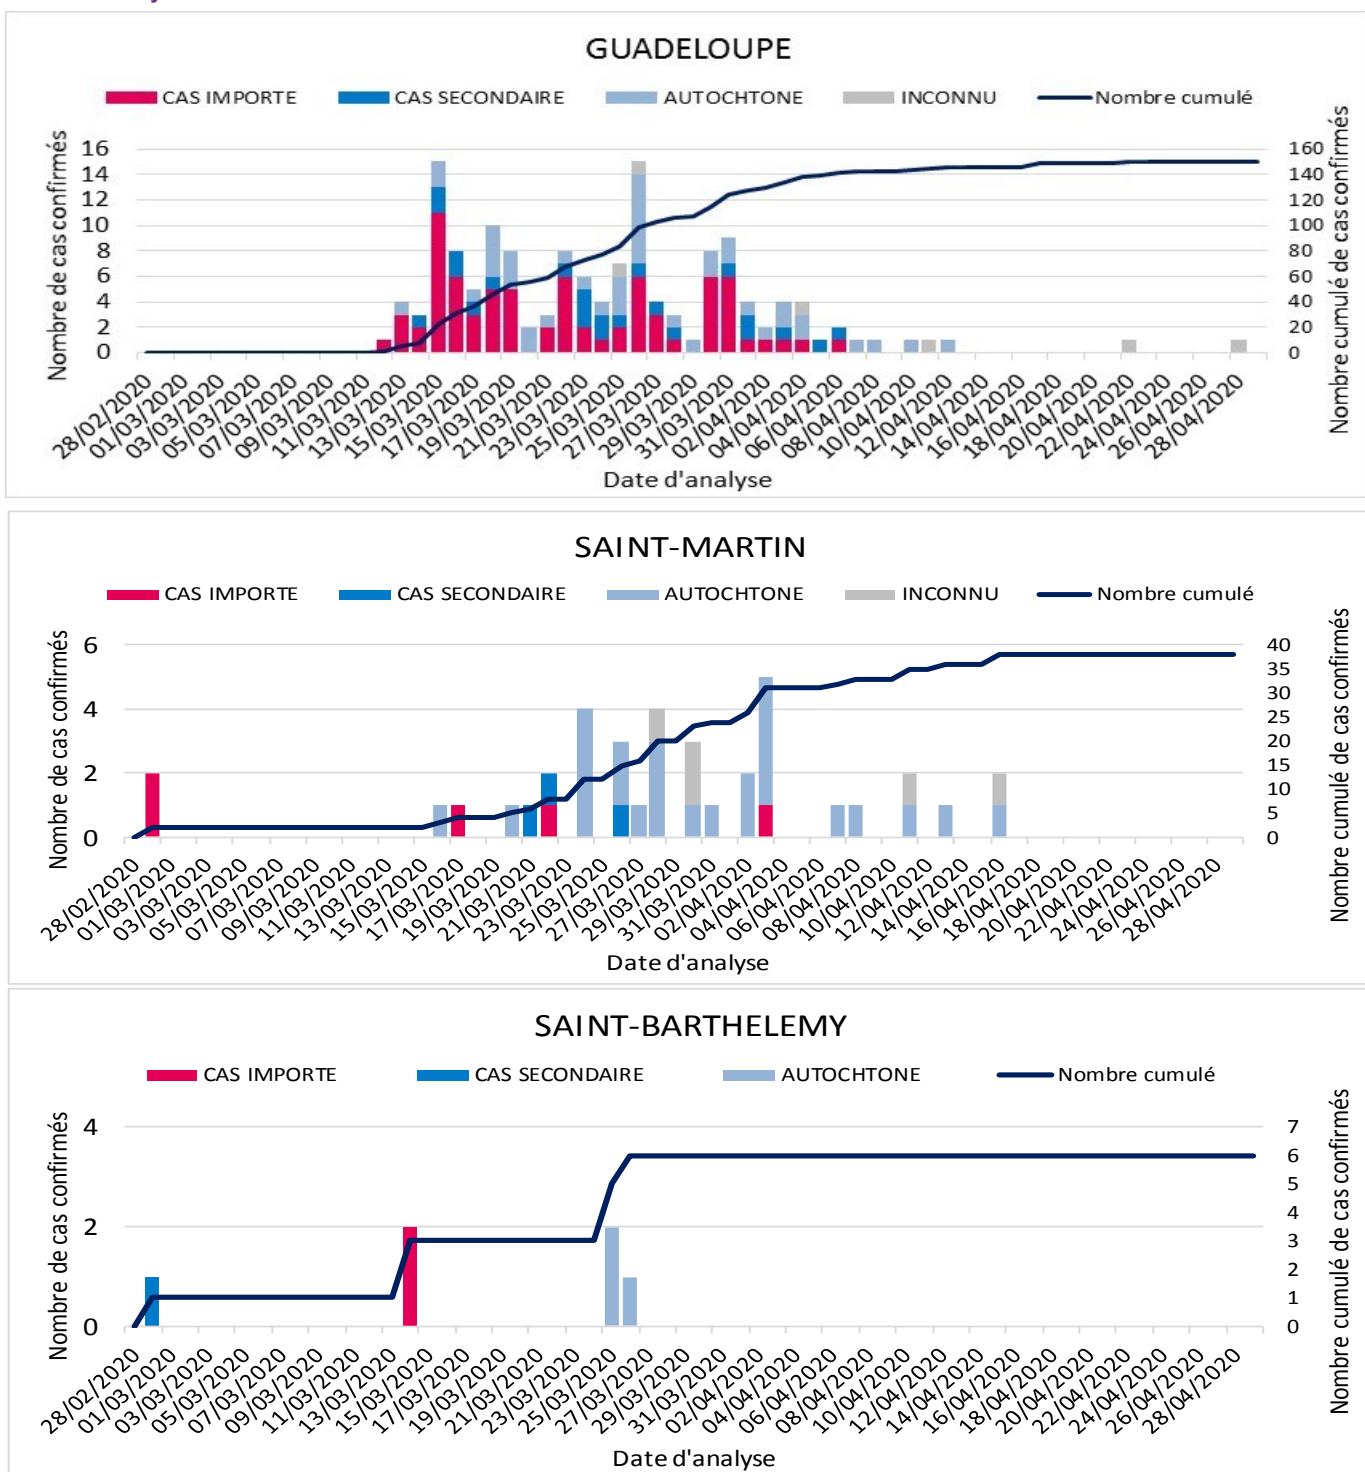 GUADELOUPE
CAS IMPORTE CAS SECONDAIRE AUTOCHTONE INCONNU Nombre cumulé
Nombre de cas confirmés
16
14
12
10
8
6
4
2
0
160
140
120
100
80
60
40
20
0
Nombre cumulé de cas confirmés
28/02/2020 01/03/2020 03/03/2020 05/03/2020 07/03/2020 09/03/2020 11/03/2020 13/03/2020 15/03/2020 17/03/2020 19/03/2020 21/03/2020 23/03/2020 25/03/2020 27/03/2020 29/03/2020 31/03/2020 02/04/2020 04/04/2020 06/04/2020 08/04/2020 10/04/2020 12/04/2020 14/04/2020 16/04/2020 18/04/2020 20/04/2020 22/04/2020 24/04/2020 26/04/2020 28/04/2020
Date d'analyse
SAINT-MARTIN
CAS IMPORTE CAS SECONDAIRE AUTOCHTONE INCONNU Nombre cumulé
Nombre de cas confirmés
6
4
2
0
40
35
30
25
20
15
10
5
0
Nombre cumulé de cas confirmés
28/02/2020 01/03/2020 03/03/2020 05/03/2020 07/03/2020 09/03/2020 11/03/2020 13/03/2020 15/03/2020 17/03/2020 19/03/2020 21/03/2020 23/03/2020 25/03/2020 27/03/2020 29/03/2020 31/03/2020 02/04/2020 04/04/2020 06/04/2020 08/04/2020 10/04/2020 12/04/2020 14/04/2020 16/04/2020 18/04/2020 20/04/2020 22/04/2020 24/04/2020 26/04/2020 28/04/2020
Date d'analyse
SAINT-BARTHELEMY
CAS IMPORTE CAS SECONDAIRE AUTOCHTONE Nombre cumulé
Nombre de cas confirmés
4
2
0
7
6
5
4
3
2
1
0
Nombre cumulé de cas confirmés
28/02/2020 01/03/2020 03/03/2020 05/03/2020 07/03/2020 09/03/2020 11/03/2020 13/03/2020 15/03/2020 17/03/2020 19/03/2020 21/03/2020 23/03/2020 25/03/2020 27/03/2020 29/03/2020 31/03/2020 02/04/2020 04/04/2020 06/04/2020 08/04/2020 10/04/2020 12/04/2020 14/04/2020 16/04/2020 18/04/2020 20/04/2020 22/04/2020 24/04/2020 26/04/2020 28/04/2020
Date d'analyse